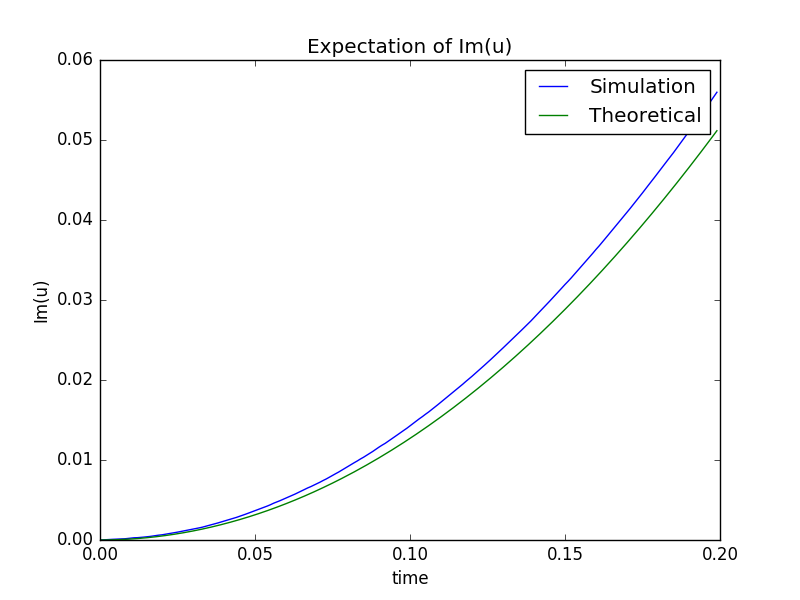 Expectation of Im(u)
Simulation
Theoretical
0.06
0.05
0.04
0.03
0.02
0.01
0.00
Im(u)
0.00 0.05 0.10 0.15 0.20
time